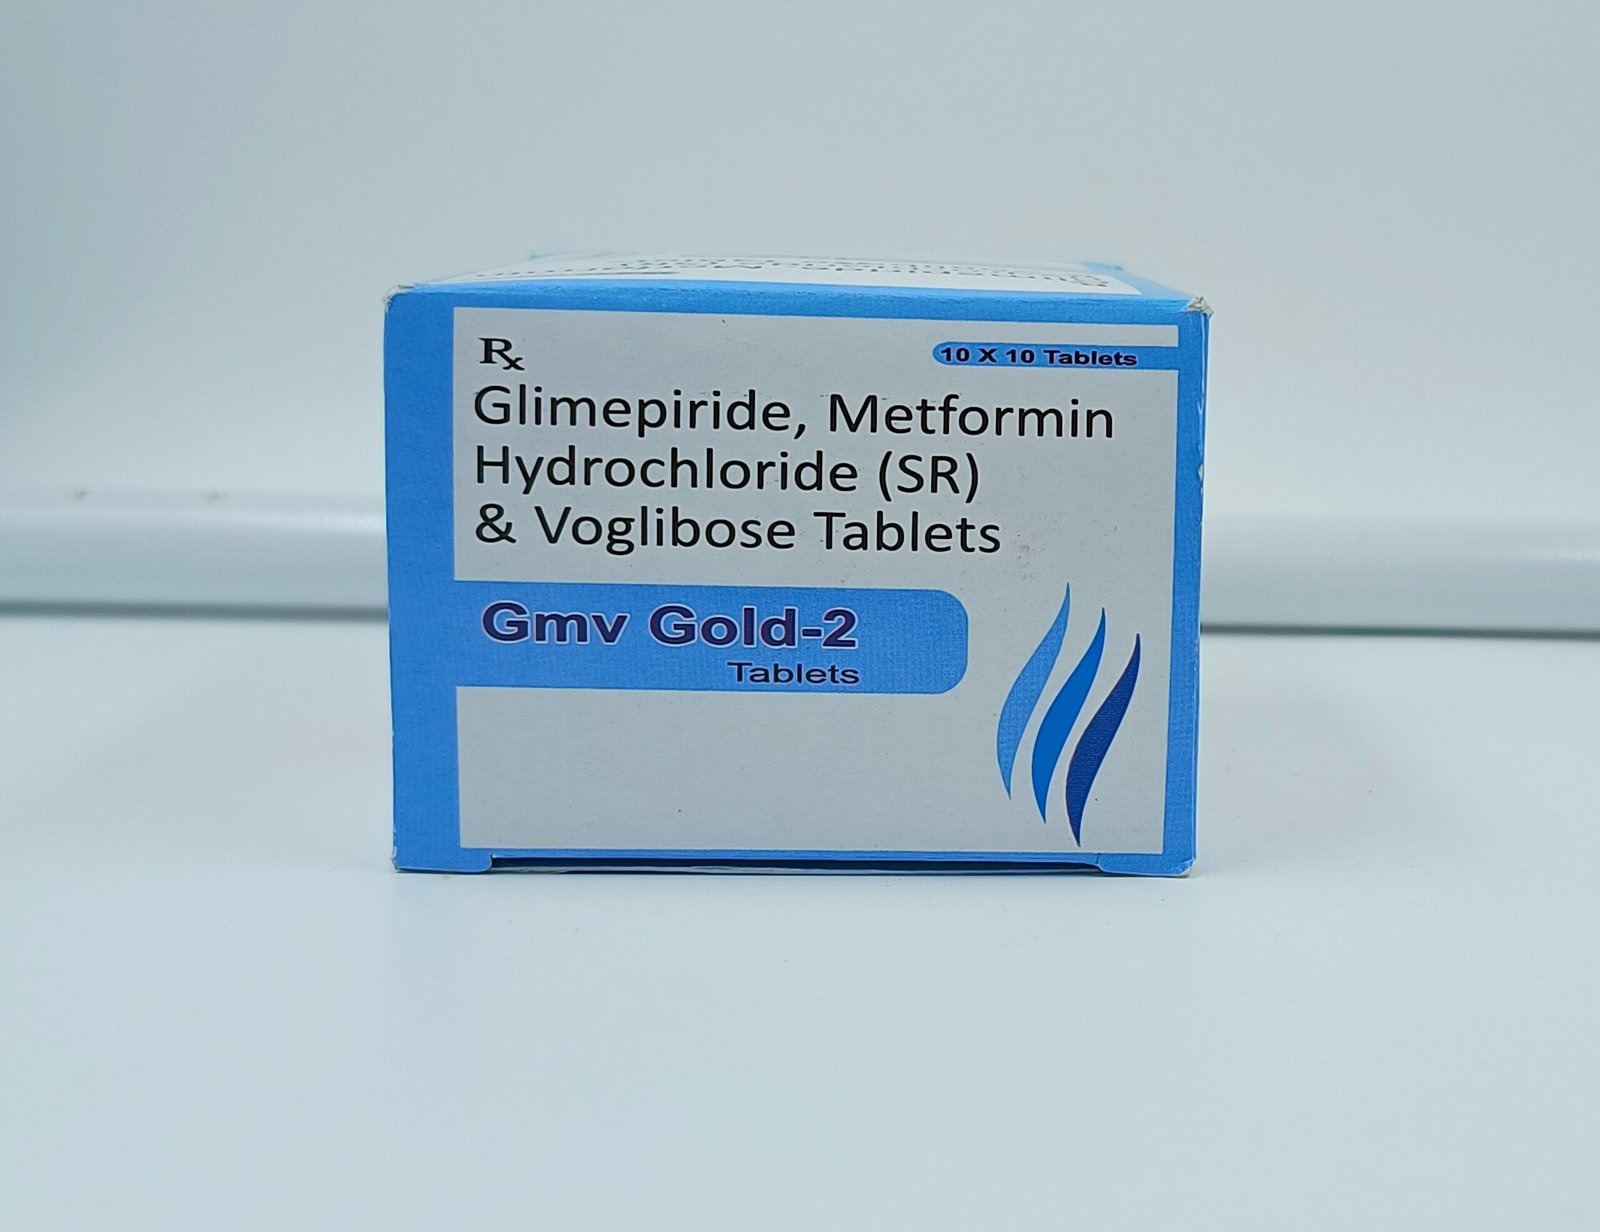 Rx
10 X 10 Tablets
Glimepiride, Metformin
Hydrochloride (SR)
& Voglibose Tablets
Gmv Gold-2
Tablets